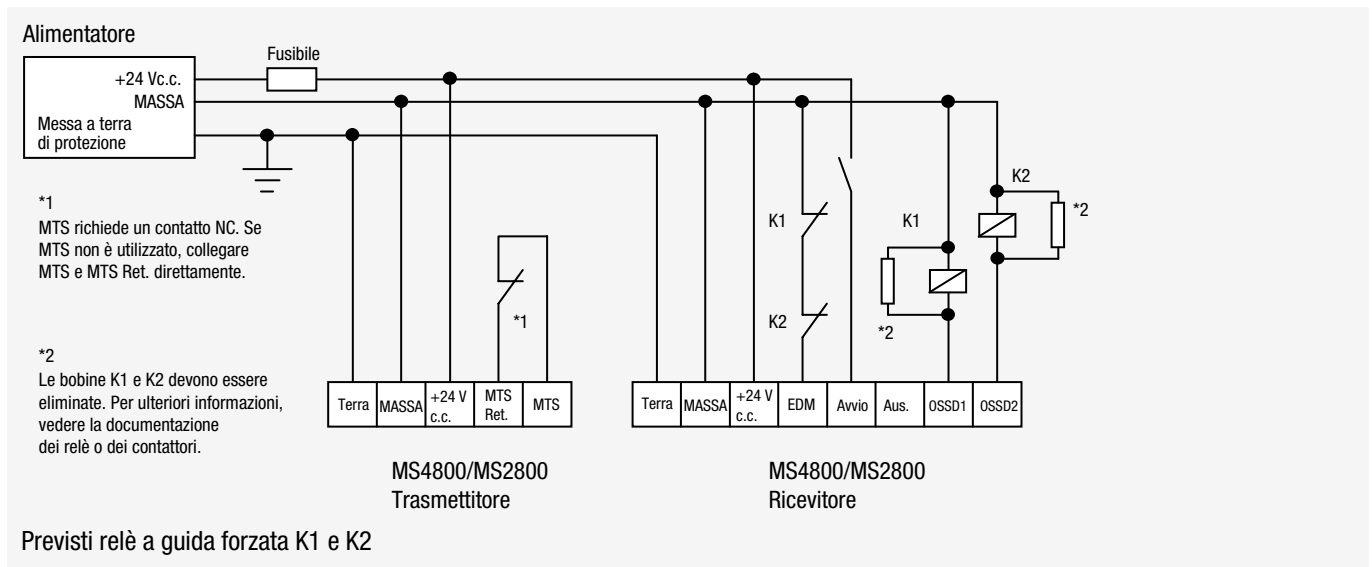 Alimentatore
Fusibile
+24 Vc.c.
MASSA
Messa a terra
di protezione
*1
MTS richiede un contatto NC. Se
MTS non è utilizzato, collegare
MTS e MTS Ret. direttamente.
*1
K1
K2
K1
*2
K2
*2
*2
Le bobine K1 e K2 devono essere
eliminate. Per ulteriori informazioni,
vedere la documentazione
dei relè o dei contattori.
Terra
MASSA
+24 V
c.c.
MTS
Ret.
MTS
Terra
MASSA
+24 V
c.c.
EDM
Avvio
Aus.
OSSD1
OSSD2
MS4800/MS2800
Trasmettitore
MS4800/MS2800
Ricevitore
Previsti relè a guida forzata K1 e K2